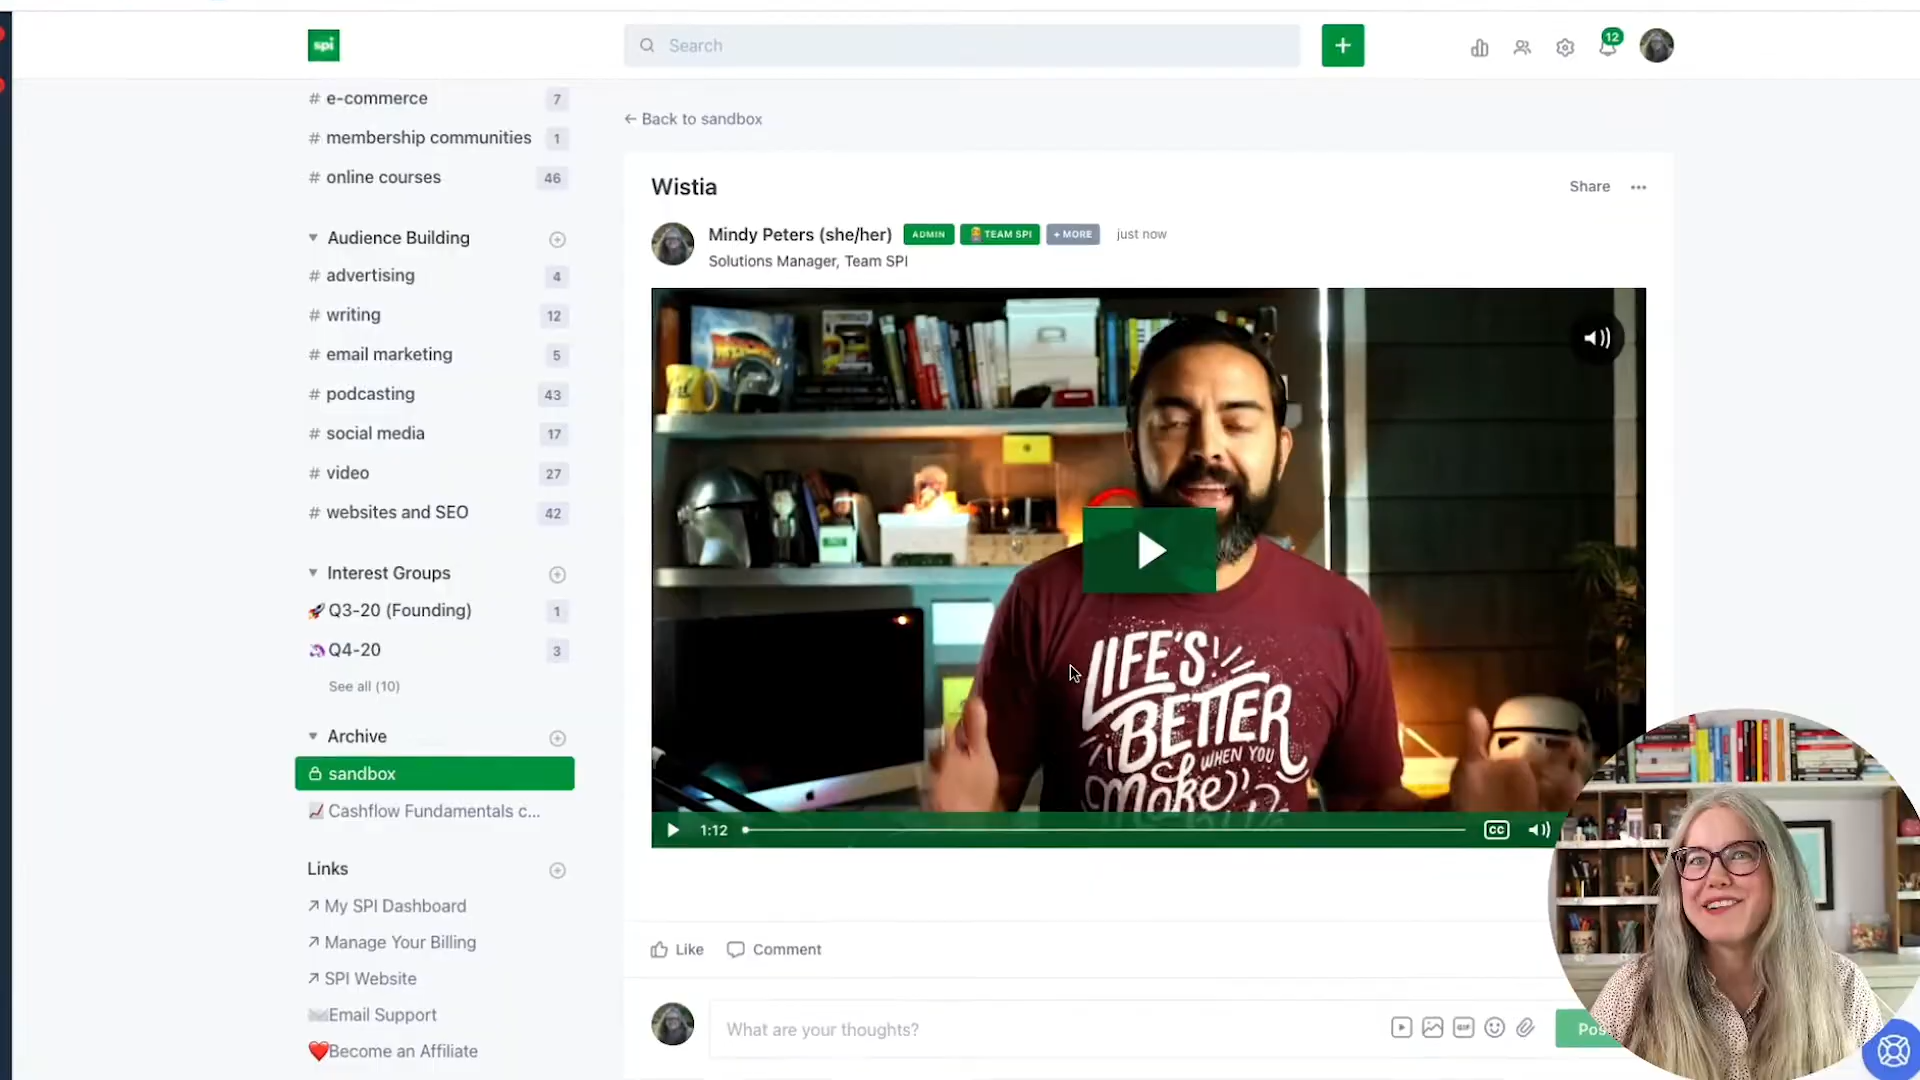 spi
Search
12
# e-commerce 7
# membership communities 1
# online courses 46
Audience Building
# advertising 4
# writing 12
# email marketing 5
# podcasting 43
# social media 17
# video 27
# websites and SEO 42
Interest Groups
Q3-20 (Founding) 1
Q4-20 3
See all (10)
Archive
sandbox
Cashflow Fundamentals c...
Links
My SPI Dashboard
Manage Your Billing
SPI Website
Email Support
Become an Affiliate
← Back to sandbox
Wistia
Share
Mindy Peters (she/her) ADMIN TEAM SPI + MORE just now
Solutions Manager, Team SPI
LIFE'S
BETTER
WHEN YOU
Make
1:12
CC
Like
Comment
What are your thoughts?
GIF